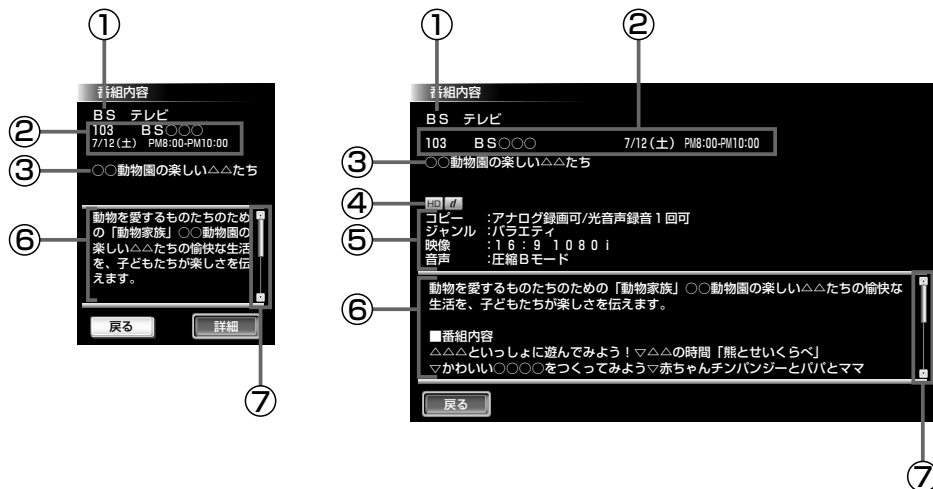 ①
番組内容
BS テレビ
②
103 BS○○○
7/12(土) PM8:00-PM10:00
③
○○動物園の楽しい△△たち
⑥
動物を愛するものたちのため
の「動物家族」○○動物園の
楽しい△△たちの愉快な生活
を、子どもたちが楽しさを伝
えます。
戻る 詳細
⑦
① ②
番組内容
BS テレビ
103 BS○○○ 7/12(土) PM8:00-PM10:00
③
○○動物園の楽しい△△たち
④
HD d
⑤
コピー :アナログ録画可/光音声録音1回可
ジャンル :バラエティ
映像 :16:9 1080i
音声 :圧縮Bモード
⑥
動物を愛するものたちのための「動物家族」○○動物園の楽しい△△たちの愉快な
生活を、子どもたちが楽しさを伝えます。
■番組内容
△△△といっしょに遊んでみよう!▽△△の時間「熊とせいくらべ」
▽かわいい○○○○をつくってみよう▽赤ちゃんチンパンジーとパパとママ
戻る
⑦